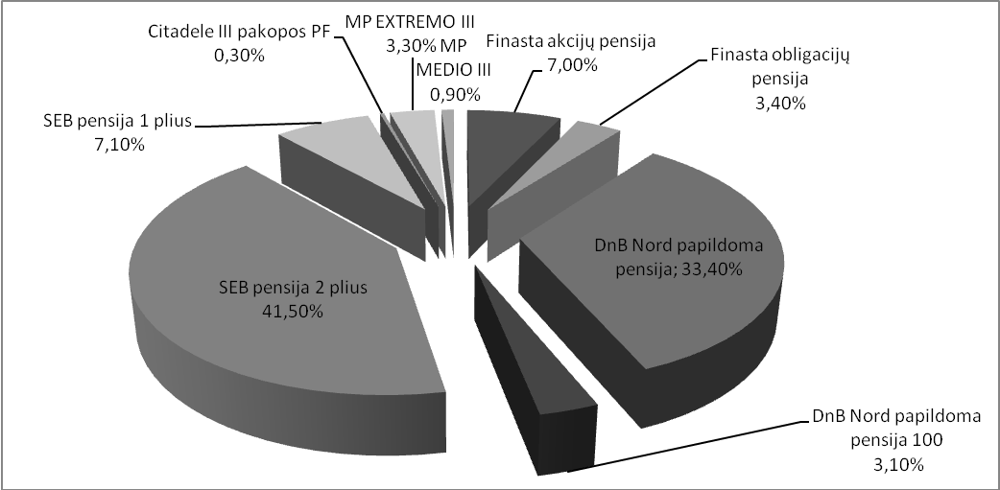 Citadele III pakopos PF
0,30%
MP EXTREMO III
3,30% MP
MEDIO III
0,90%
Finasta akcijų pensija
7,00%
Finasta obligacijų
pensija
3,40%
SEB pensija 1 plius
7,10%
DnB Nord papildoma
pensija; 33,40%
SEB pensija 2 plius
41,50%
DnB Nord papildoma
pensija 100
3,10%